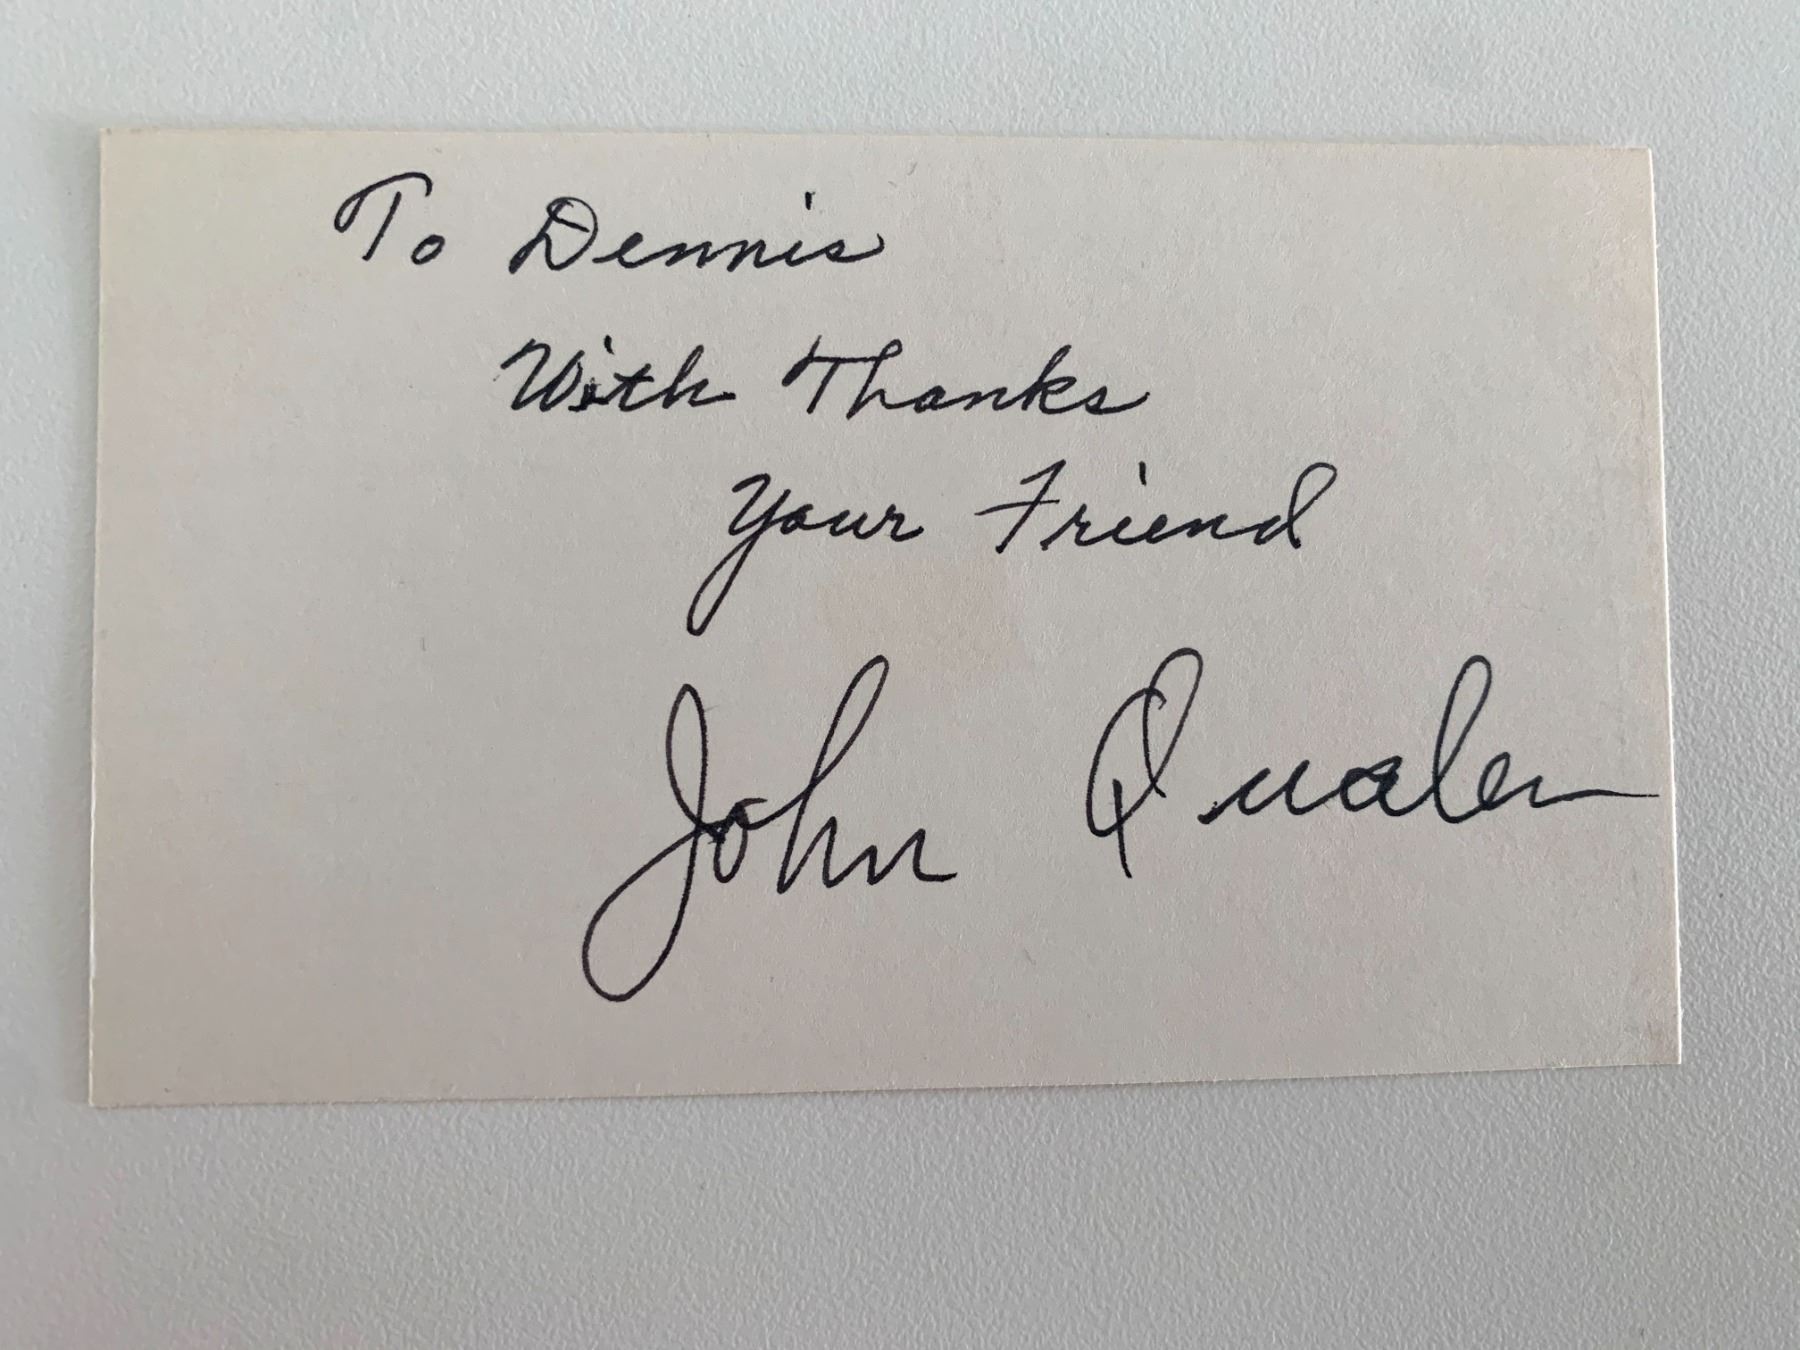 To Dennis
With Thanks
Your Friend
John Qualen